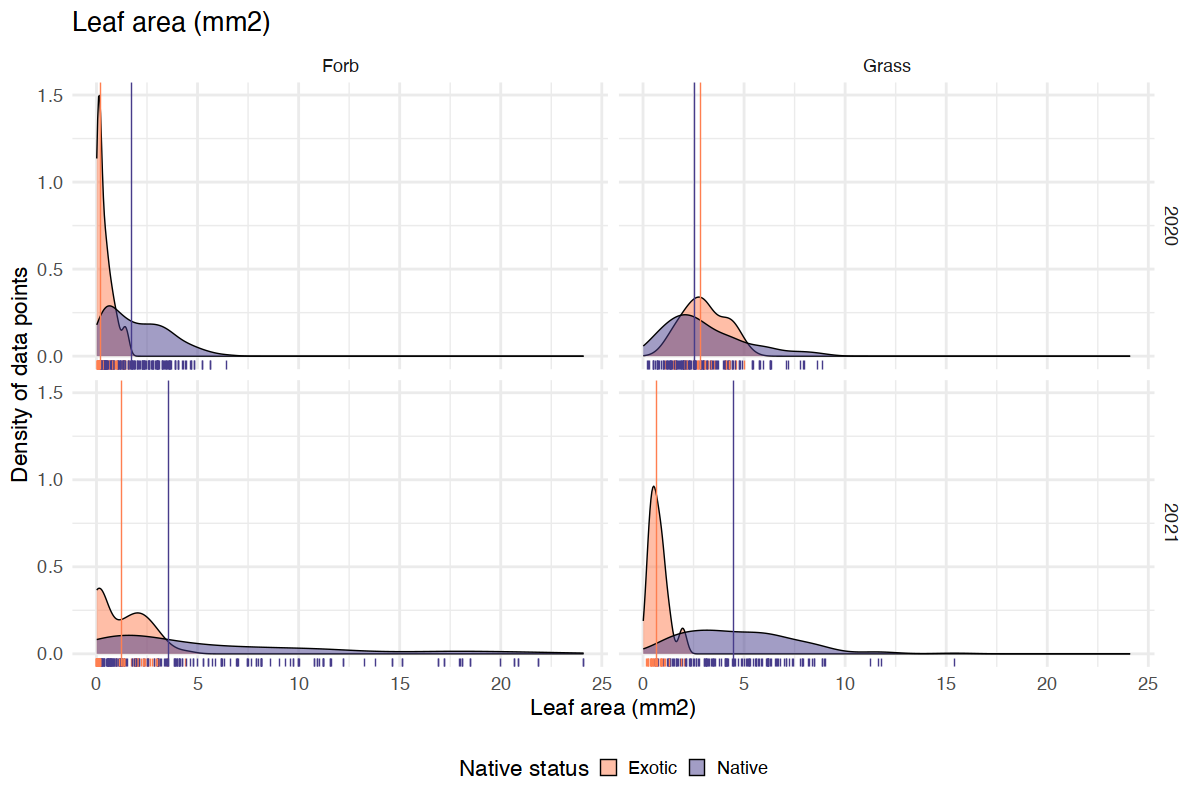 Leaf area (mm2)
Forb Grass
1.5
1.0
0.5
0.0
2020
1.5
1.0
0.5
0.0
2021
Density of data points
0 5 10 15 20 25 0 5 10 15 20 25
Leaf area (mm2)
Native status Exotic Native